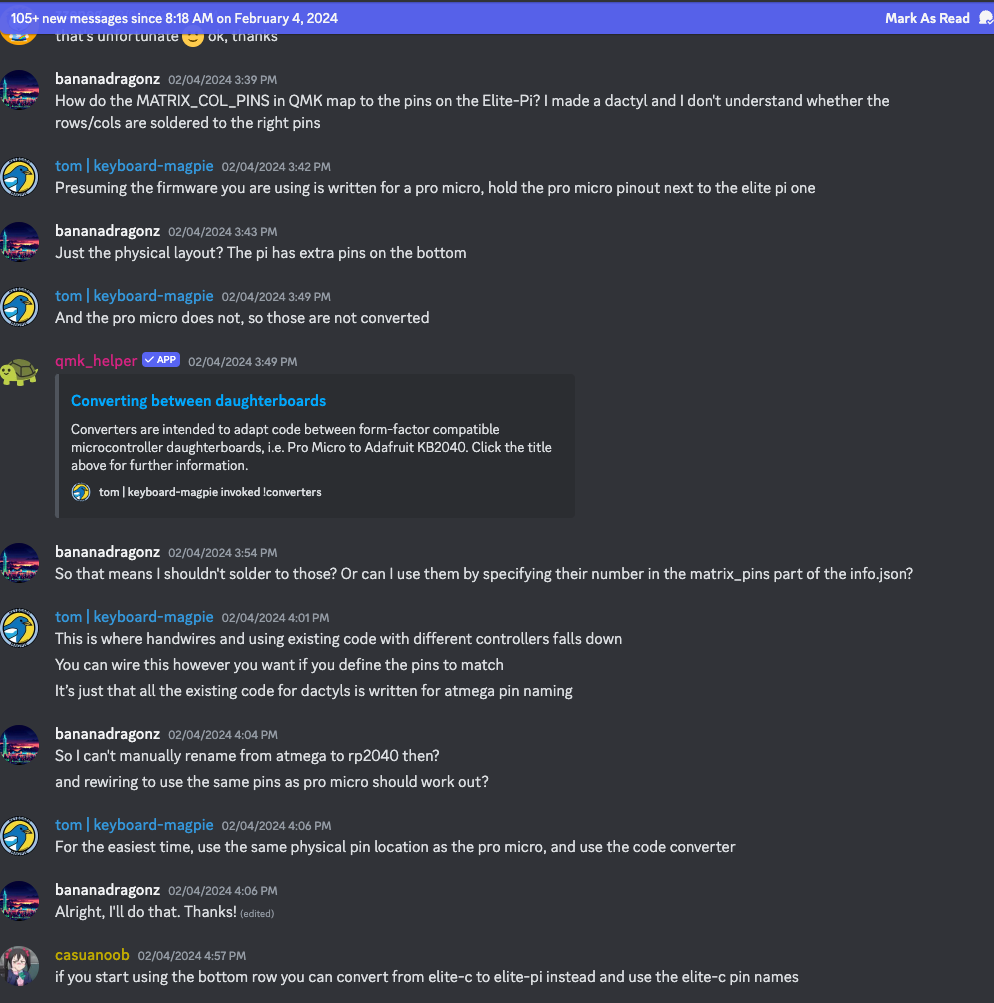 105+ new messages since 8:18 AM on February 4, 2024
Mark As Read
that's unfortunate 🙂 ok, thanks
bananadragonz 02/04/2024 3:39 PM
How do the MATRIX_COL_PINS in QMK map to the pins on the Elite-Pi? I made a dactyl and I don't understand whether the
rows/cols are soldered to the right pins
tom | keyboard-magpie 02/04/2024 3:42 PM
Presuming the firmware you are using is written for a pro micro, hold the pro micro pinout next to the elite pi one
bananadragonz 02/04/2024 3:43 PM
Just the physical layout? The pi has extra pins on the bottom
tom | keyboard-magpie 02/04/2024 3:49 PM
And the pro micro does not, so those are not converted
qmk_helper APP 02/04/2024 3:49 PM
Converting between daughterboards
Converters are intended to adapt code between form-factor compatible
microcontroller daughterboards, i.e. Pro Micro to Adafruit KB2040. Click the title
above for further information.
tom | keyboard-magpie invoked !converters
bananadragonz 02/04/2024 3:54 PM
So that means I shouldn't solder to those? Or can I use them by specifying their number in the matrix_pins part of the info.json?
tom | keyboard-magpie 02/04/2024 4:01 PM
This is where handwires and using existing code with different controllers falls down
You can wire this however you want if you define the pins to match
It's just that all the existing code for dactyls is written for atmega pin naming
bananadragonz 02/04/2024 4:04 PM
So I can't manually rename from atmega to rp2040 then?
and rewiring to use the same pins as pro micro should work out?
tom | keyboard-magpie 02/04/2024 4:06 PM
For the easiest time, use the same physical pin location as the pro micro, and use the code converter
bananadragonz 02/04/2024 4:06 PM
Alright, I'll do that. Thanks! (edited)
casuanoob 02/04/2024 4:57 PM
if you start using the bottom row you can convert from elite-c to elite-pi instead and use the elite-c pin names